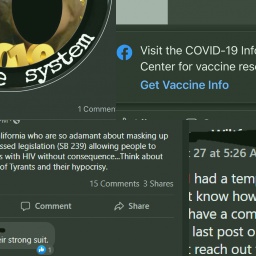 system
1 Comment
Visit the COVID-19 Info
Center for vaccine reso
Get Vaccine Info
lifornia who are so adamant about masking up
ssed legislation (SB 239) allowing people to
s with HIV without consequence...Think about
of Tyrants and their hypocrisy.
15 Comments 3 Shares
Comment Share
ir strong suit.
1
27 at 5:26 A
had a tem
t know how
have a com
last post o
t reach out